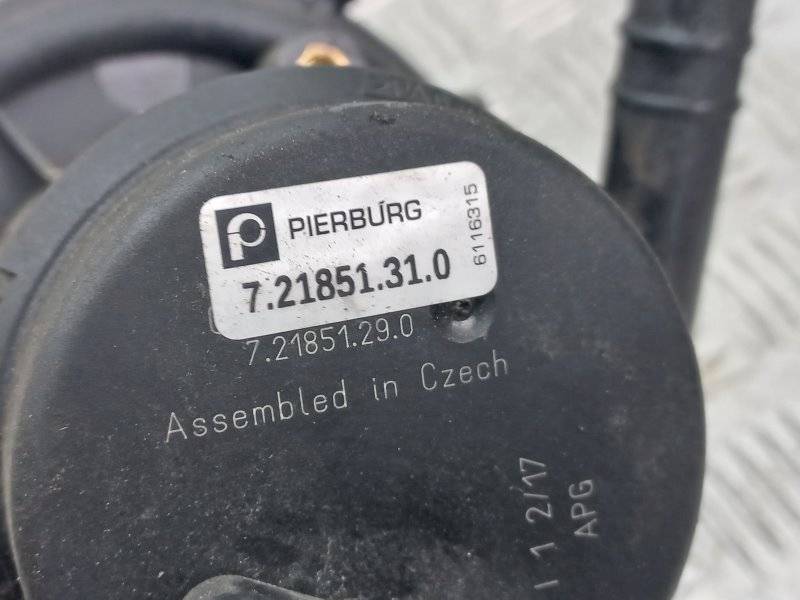 PIERBURG
7.21851.31.0
6116315
7.21851.29.0
Assembled in Czech
1 1 2/17
APG